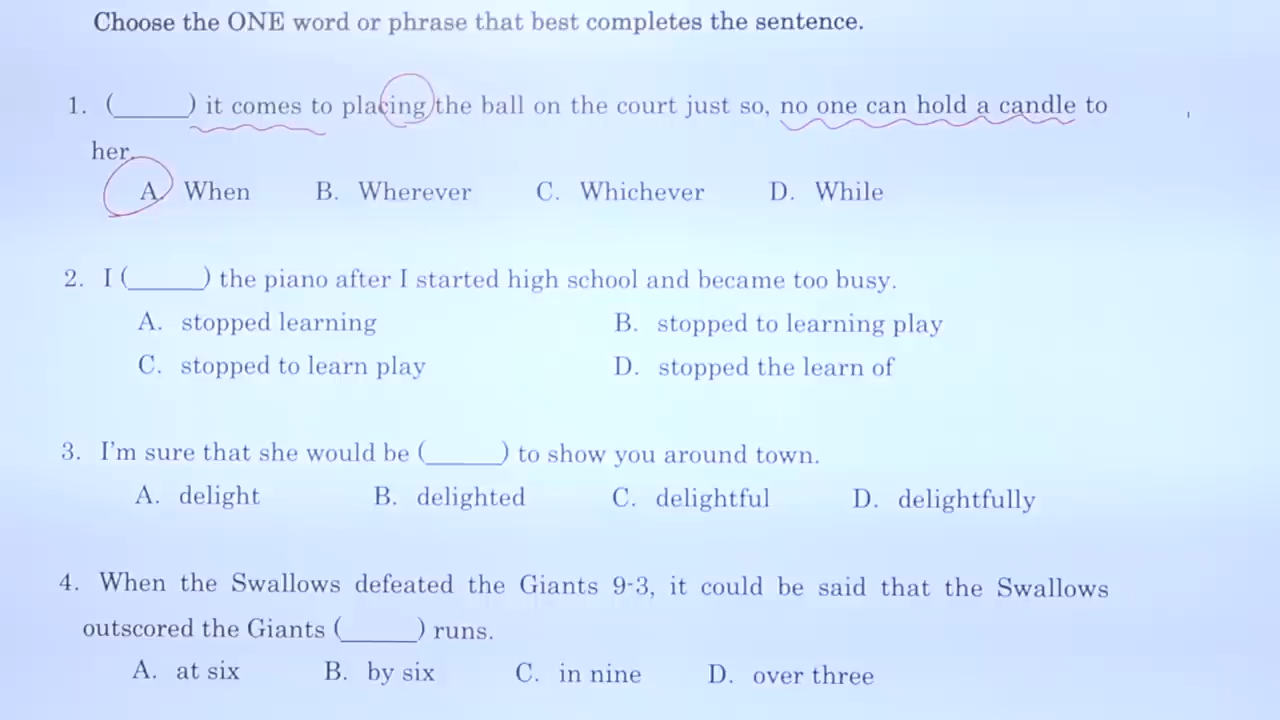 Choose the ONE word or phrase that best completes the sentence.
1. (_____) it comes to placing the ball on the court just so, no one can hold a candle to
her.
A. When B. Wherever C. Whichever D. While
2. I (_____) the piano after I started high school and became too busy.
A. stopped learning B. stopped to learning play
C. stopped to learn play D. stopped the learn of
3. I'm sure that she would be (_____) to show you around town.
A. delight B. delighted C. delightful D. delightfully
4. When the Swallows defeated the Giants 9-3, it could be said that the Swallows
outscored the Giants (_____) runs.
A. at six B. by six C. in nine D. over three